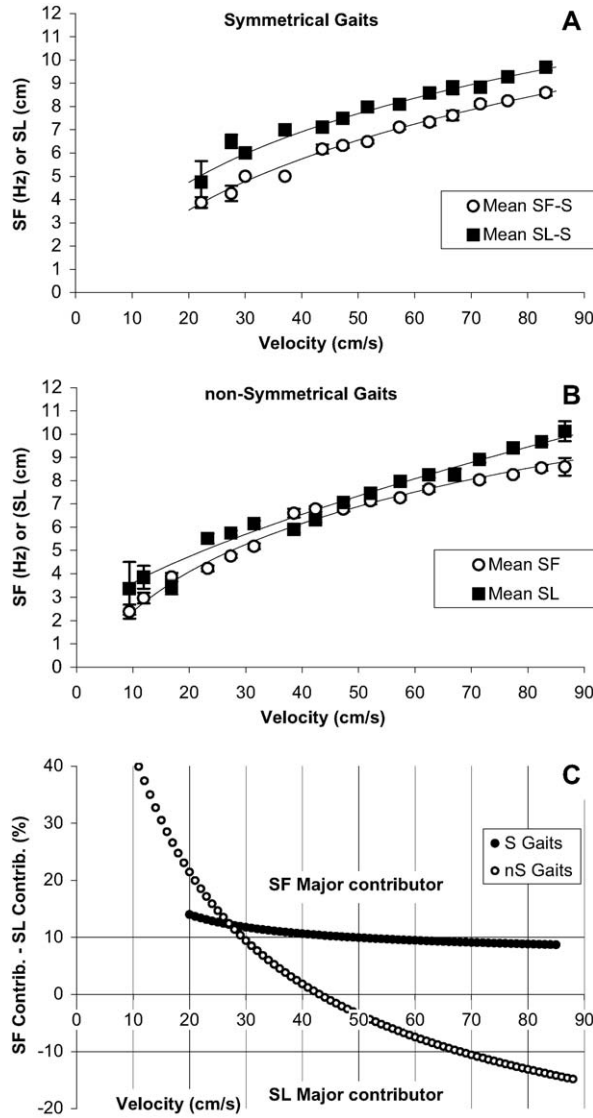 Symmetrical Gaits
A
12
11
10
9
8
7
6
5
4
3
2
1
0
SF (Hz) or SL (cm)
Mean SF-S
Mean SL-S
0 10 20 30 40 50 60 70 80 90
Velocity (cm/s)
non-Symmetrical Gaits
B
12
11
10
9
8
7
6
5
4
3
2
1
0
SF (Hz) or (SL (cm)
Mean SF
Mean SL
0 10 20 30 40 50 60 70 80 90
Velocity (cm/s)
C
40
30
20
10
0
-10
-20
SF Contrib. - SL Contrib. (%)
S Gaits
nS Gaits
SF Major contributor
0 10 20 30 40 50 60 70 80 90
Velocity (cm/s)
SL Major contributor